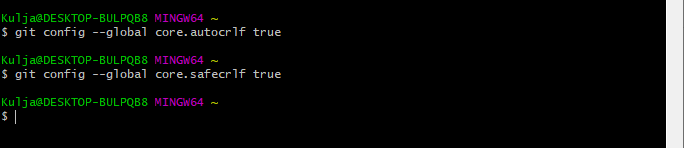 Kulja@DESKTOP-BULPQB8 MINGW64 ~
$ git config --global core.autocrlf true
Kulja@DESKTOP-BULPQB8 MINGW64 ~
$ git config --global core.safecrlf true
Kulja@DESKTOP-BULPQB8 MINGW64 ~
$